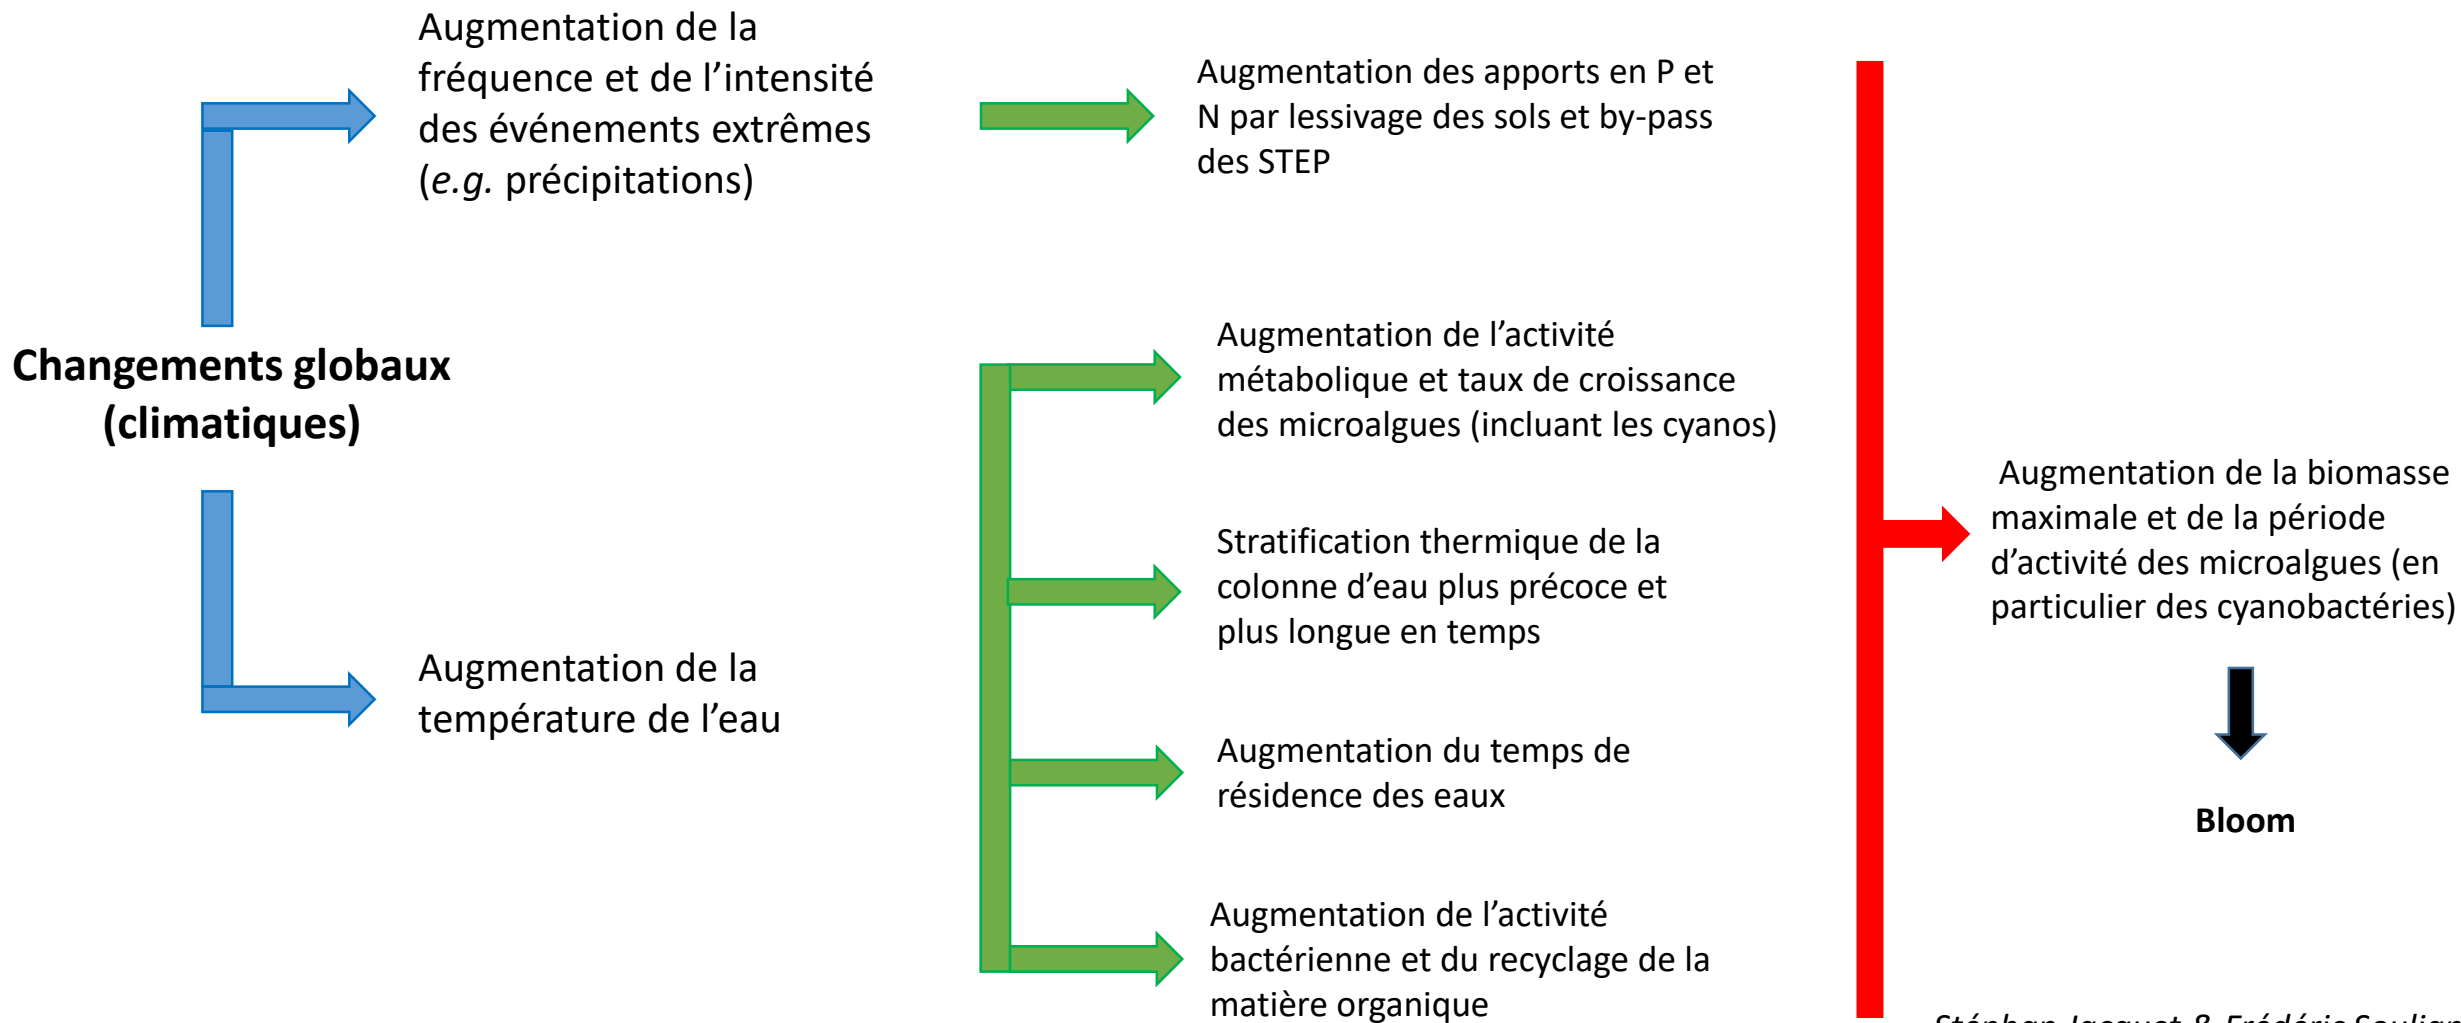 Augmentation de la
fréquence et de l'intensité
des événements extrêmes
(e.g. précipitations)
Augmentation des apports en P et
N par lessivage des sols et by-pass
des STEP
Changements globaux
(climatiques)
Augmentation de l'activité
métabolique et taux de croissance
des microalgues (incluant les cyanos)
Stratification thermique de la
colonne d'eau plus précoce et
plus longue en temps
Augmentation de la
température de l'eau
Augmentation du temps de
résidence des eaux
Augmentation de l'activité
bactérienne et du recyclage de la
matière organique
Augmentation de la biomasse
maximale et de la période
d'activité des microalgues (en
particulier des cyanobactéries)
Bloom
Stéphan Jacquet & Frédéric